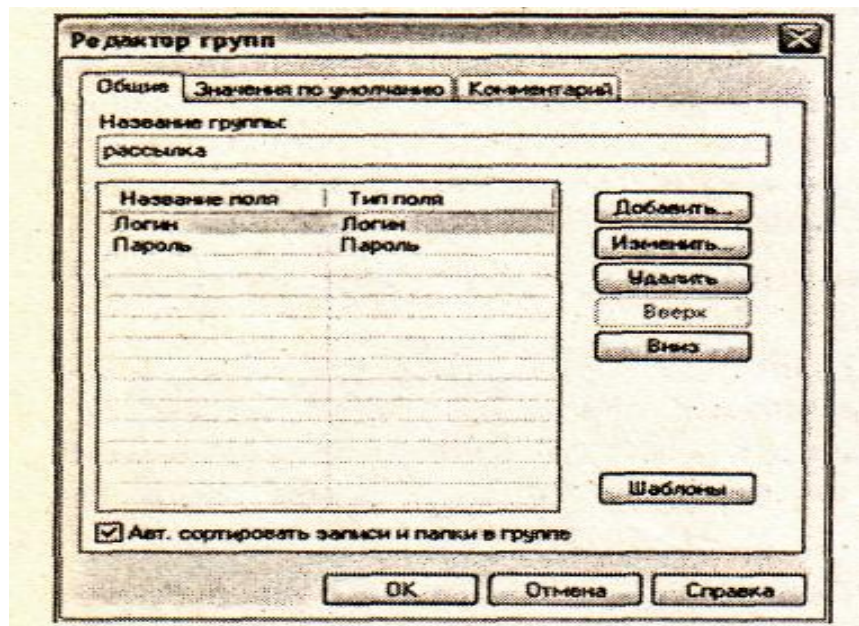 Редактор групп
Общие Значения по умолчанию Комментарий
Название группы:
рассылка
Название поля Тип поля
Логин Логин
Пароль Пароль
Добавить...
Изменить...
Удалить
Вверх
Вниз
Шаблоны
Авт. сортировать записи и папки в группе
ОК Отмена Справка